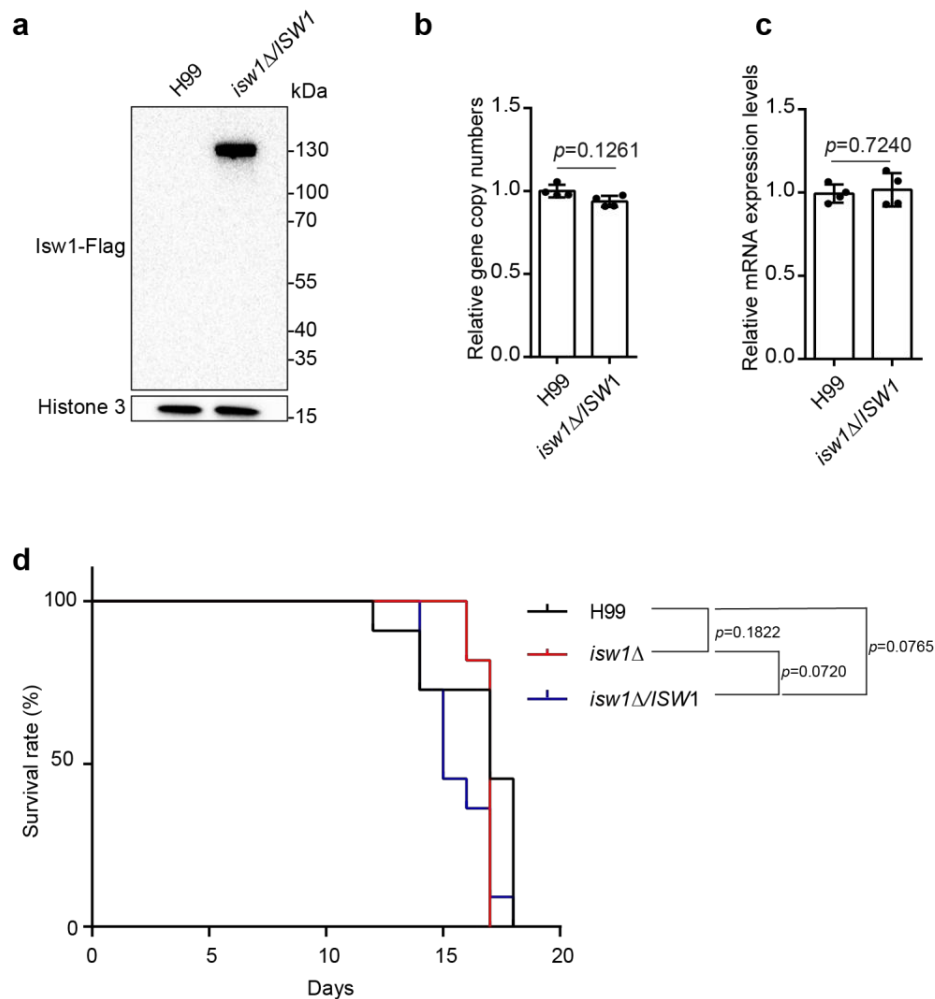 a
H99
isw1Δ/ISW1
kDa
Isw1-Flag
-130
-100
-70
-55
-40
-35
Histone 3
-15
b
Relative gene copy numbers
1.5
1.0
0.5
0.0
p=0.1261
H99
isw1Δ/ISW1
c
Relative mRNA expression levels
1.5
1.0
0.5
0.0
p=0.7240
H99
isw1Δ/ISW1
d
Survival rate (%)
100
50
0
0
5
10
15
20
Days
H99
isw1Δ
isw1Δ/ISW1
p=0.1822
p=0.0720
p=0.0765